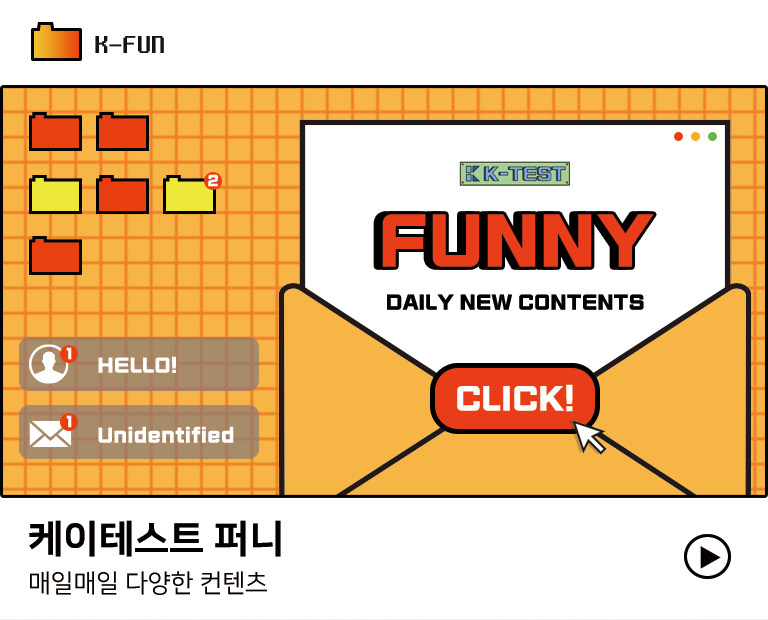 K-FUN
2
K-TEST
FUNNY
DAILY NEW CONTENTS
1
HELLO!
CLICK!
1
Unidentified
케이테스트 퍼니
매일매일 다양한 컨텐츠